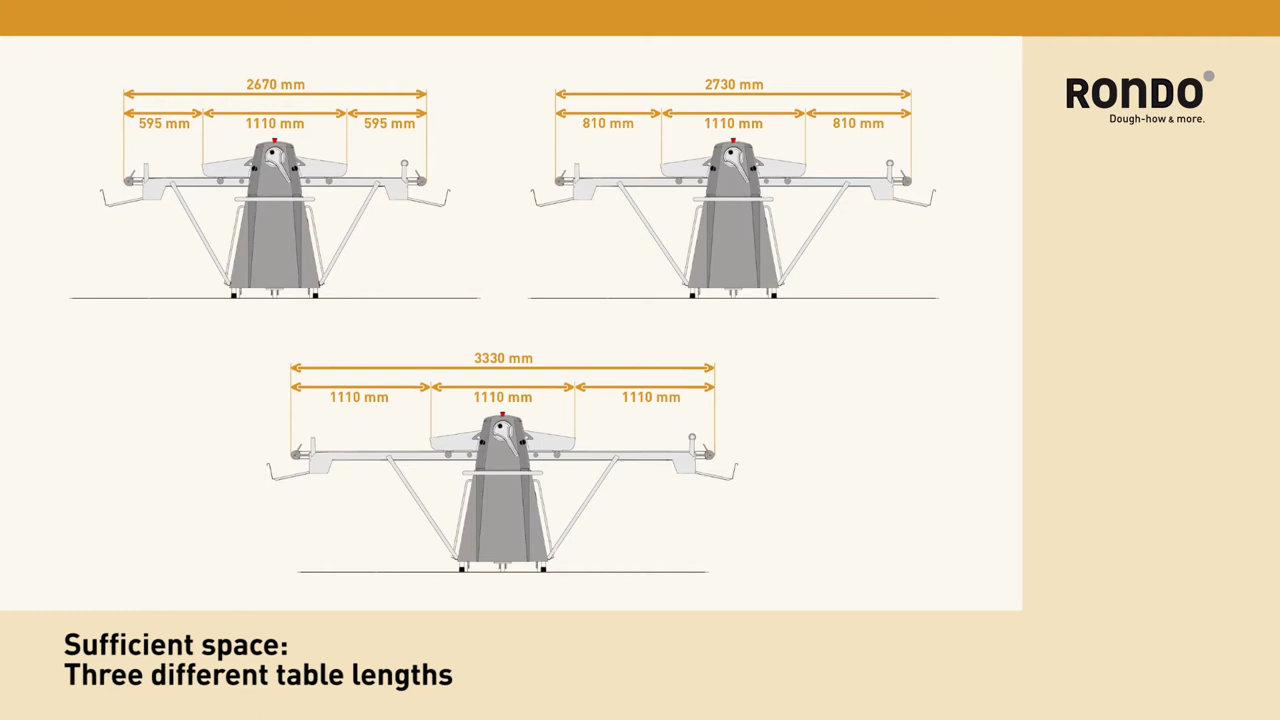 2670 mm
595 mm 1110 mm 595 mm
2730 mm
810 mm 1110 mm 810 mm
RONDO
Dough-how & more.
3330 mm
1110 mm 1110 mm 1110 mm
Sufficient space:
Three different table lengths